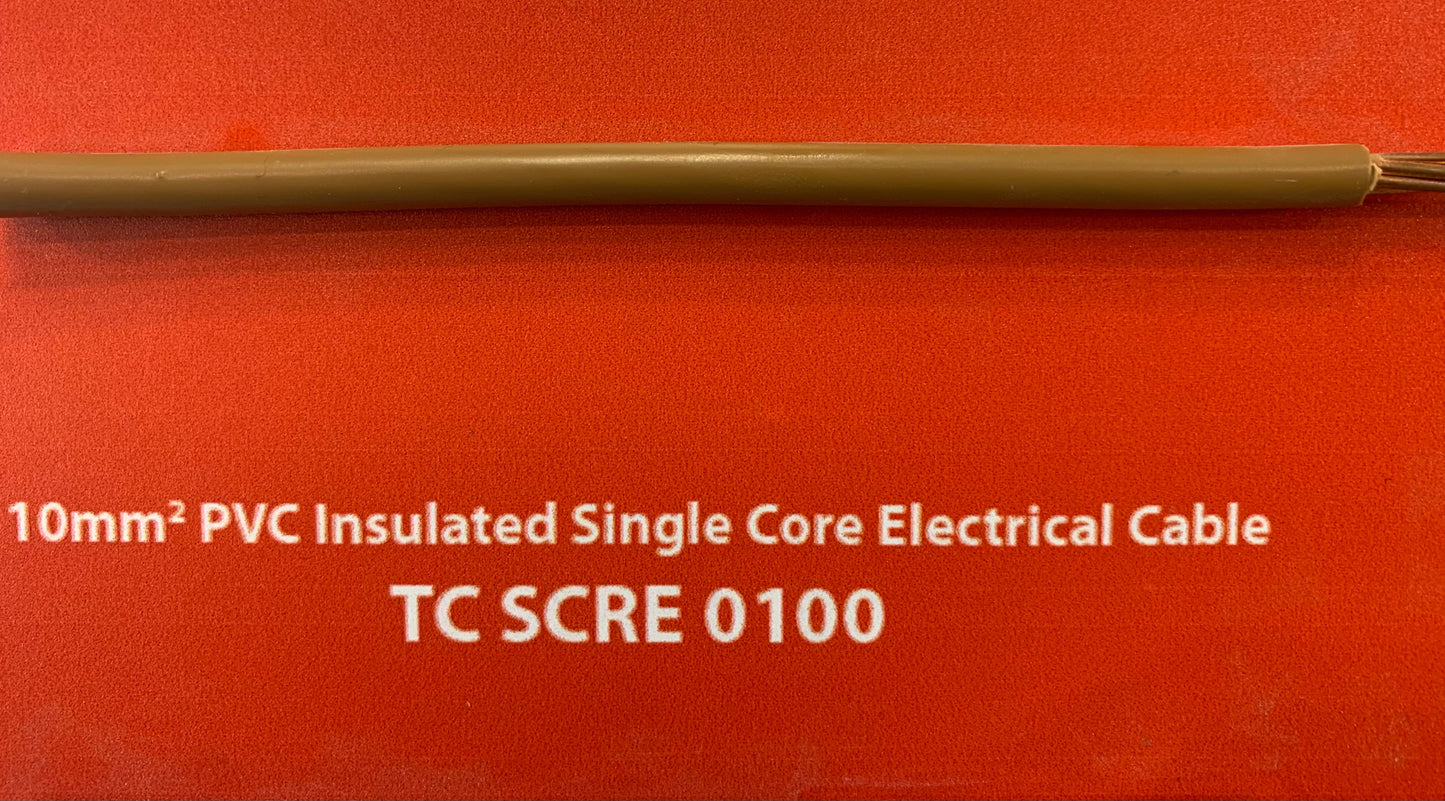 10mm² PVC Insulated Single Core Electrical Cable
TC SCRE 0100